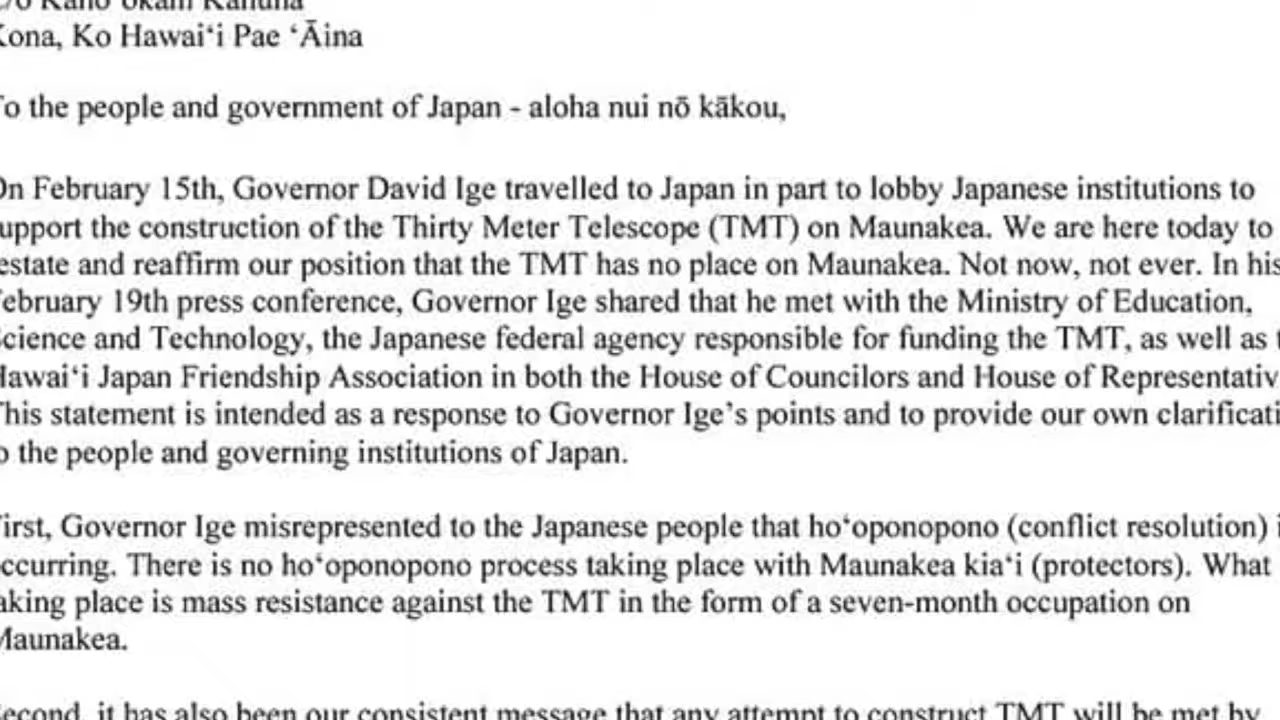 Kona, Ko Hawaiʻi Pae ʻĀina
To the people and government of Japan - aloha nui nō kākou,
On February 15th, Governor David Ige travelled to Japan in part to lobby Japanese institutions to
upport the construction of the Thirty Meter Telescope (TMT) on Maunakea. We are here today to
estate and reaffirm our position that the TMT has no place on Maunakea. Not now, not ever. In his
February 19th press conference, Governor Ige shared that he met with the Ministry of Education,
Science and Technology, the Japanese federal agency responsible for funding the TMT, as well as t
Hawaiʻi Japan Friendship Association in both the House of Councilors and House of Representativ
This statement is intended as a response to Governor Ige's points and to provide our own clarificati
o the people and governing institutions of Japan.
First, Governor Ige misrepresented to the Japanese people that hoʻoponopono (conflict resolution) i
ccurring. There is no hoʻoponopono process taking place with Maunakea kiaʻi (protectors). What
aking place is mass resistance against the TMT in the form of a seven-month occupation on
Maunakea.
Second, it has also been our consistent message that any attempt to construct TMT will be met by